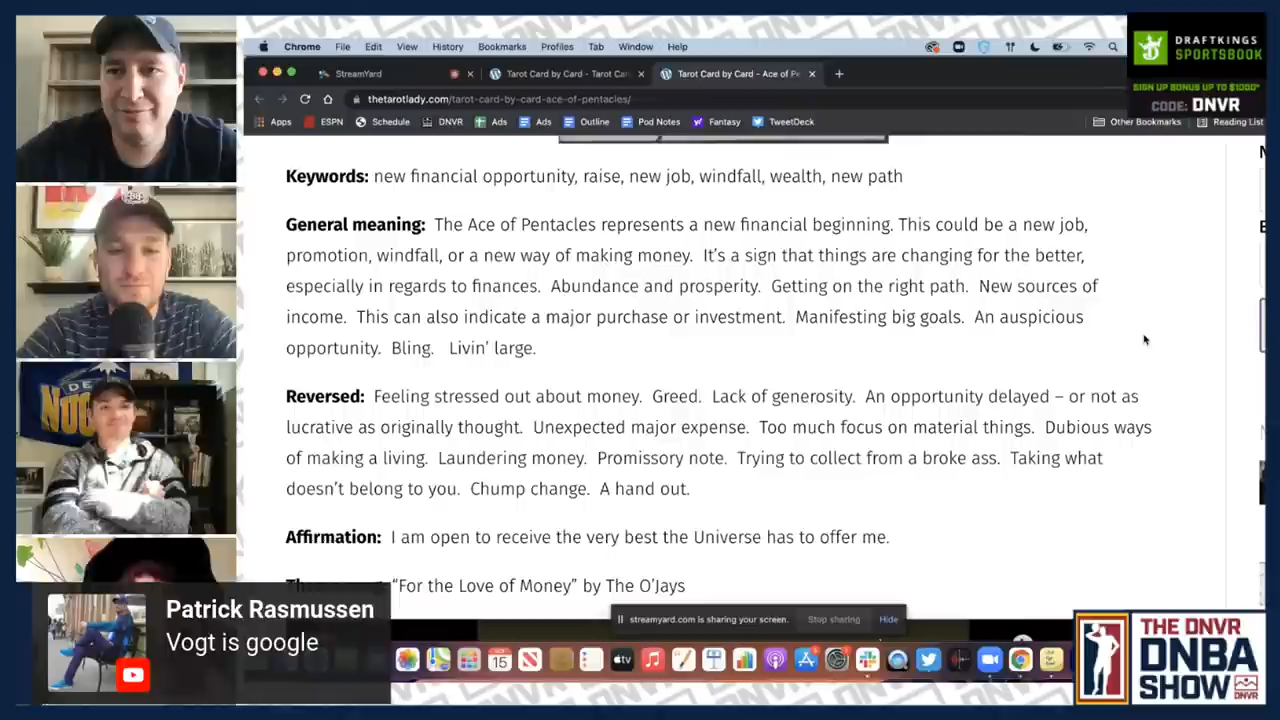 DRAFTKINGS
SPORTSBOOK
SIGN UP BONUS UP TO $1000*
CODE: DNVR
Chrome File Edit View History Bookmarks Profiles Tab Window Help
StreamYard
Tarot Card by Card - Tarot Car
Tarot Card by Card - Ace of Pe
thetarotlady.com/tarot-card-by-card-ace-of-pentacles/
Apps ESPN Schedule DNVR Ads Ads Outline Pod Notes Fantasy TweetDeck Other Bookmarks Reading List
Keywords: new financial opportunity, raise, new job, windfall, wealth, new path
General meaning: The Ace of Pentacles represents a new financial beginning. This could be a new job,
promotion, windfall, or a new way of making money. It's a sign that things are changing for the better,
especially in regards to finances. Abundance and prosperity. Getting on the right path. New sources of
income. This can also indicate a major purchase or investment. Manifesting big goals. An auspicious
opportunity. Bling. Livin' large.
Reversed: Feeling stressed out about money. Greed. Lack of generosity. An opportunity delayed – or not as
lucrative as originally thought. Unexpected major expense. Too much focus on material things. Dubious ways
of making a living. Laundering money. Promissory note. Trying to collect from a broke ass. Taking what
doesn't belong to you. Chump change. A hand out.
Affirmation: I am open to receive the very best the Universe has to offer me.
“For the Love of Money” by The O'Jays
streamyard.com is sharing your screen. Stop sharing Hide
Patrick Rasmussen
Vogt is google
15
THE DNVR
DNBA
SHOW
DNVR